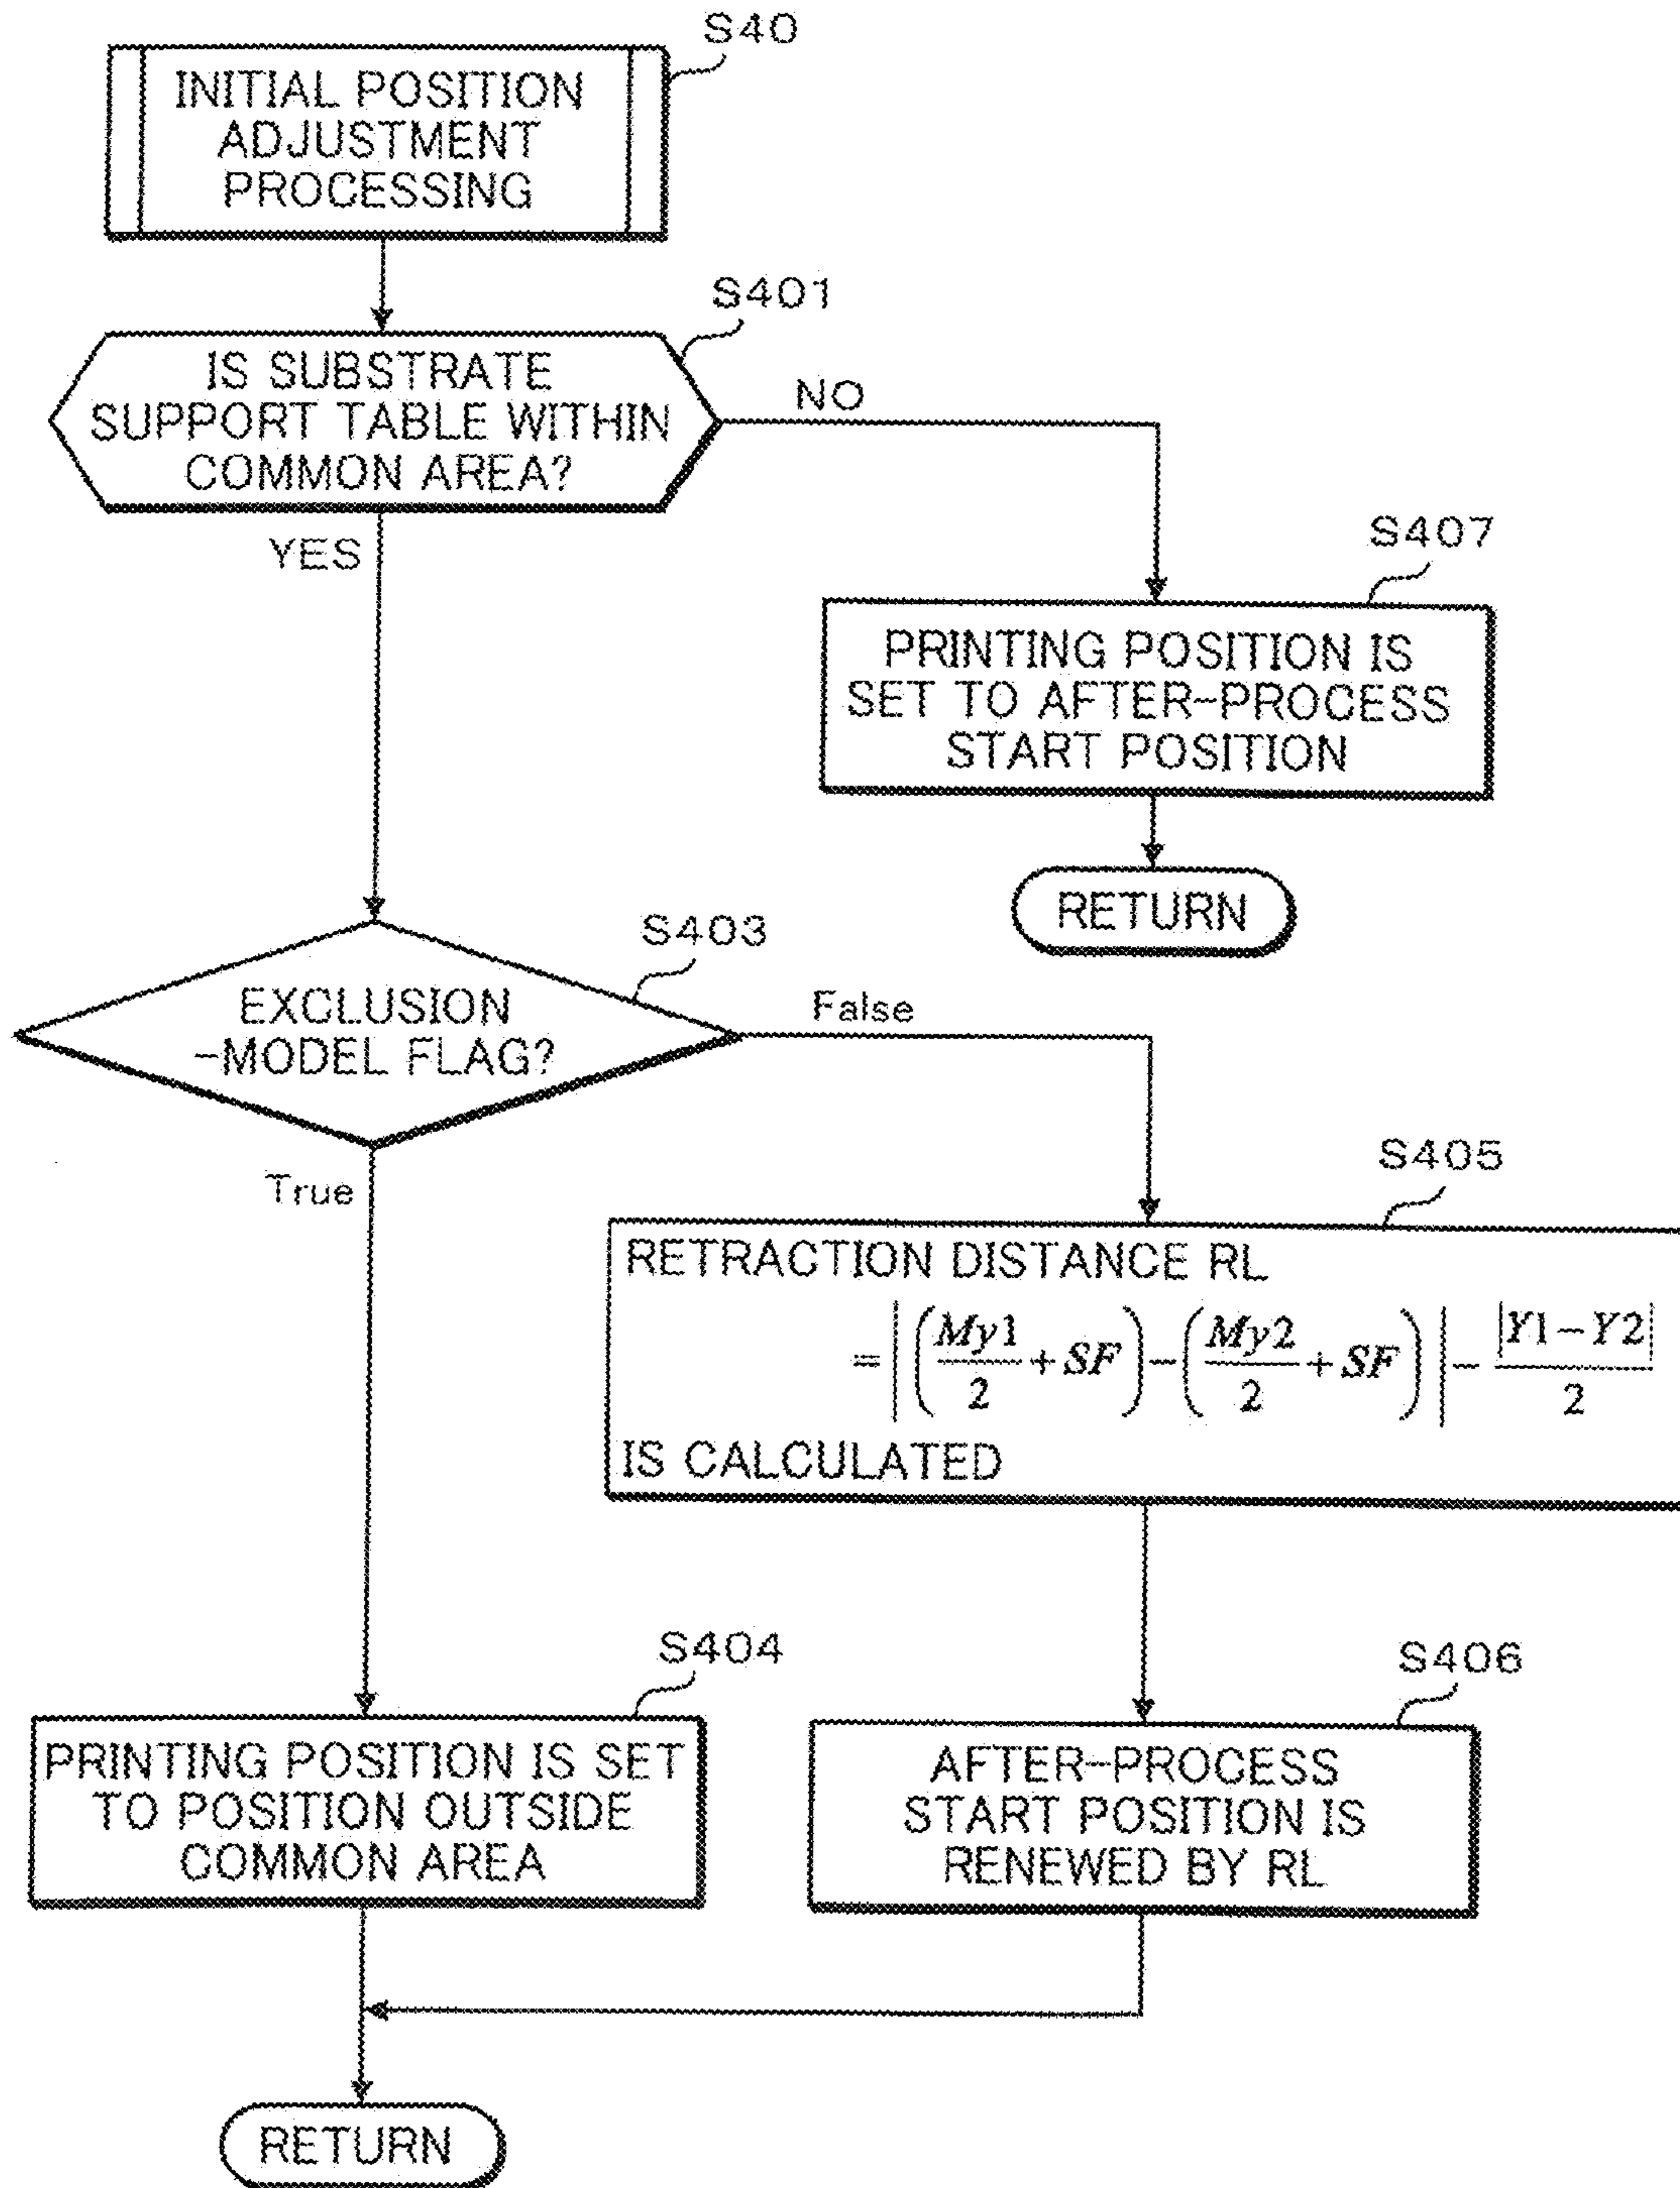 S40
INITIAL POSITION
ADJUSTMENT
PROCESSING
S401
IS SUBSTRATE
SUPPORT TABLE WITHIN
COMMON AREA?
NO
YES
S407
PRINTING POSITION IS
SET TO AFTER-PROCESS
START POSITION
RETURN
S403
EXCLUSION
-MODEL FLAG?
False
True
S405
RETRACTION DISTANCE RL
= | ( My1/2 + SF ) - ( My2/2 + SF ) | - |Y1-Y2|/2
IS CALCULATED
S404
PRINTING POSITION IS SET
TO POSITION OUTSIDE
COMMON AREA
S406
AFTER-PROCESS
START POSITION IS
RENEWED BY RL
RETURN